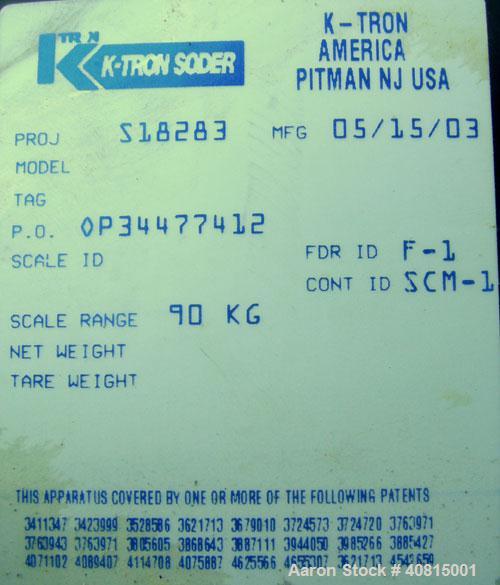 K-TRON
K-TRON SODER
K-TRON
AMERICA
PITMAN NJ USA
PROJ S18283 MFG 05/15/03
MODEL
TAG
P.O. 0P34477412
SCALE ID FDR ID F-1
CONT ID SCM-1
SCALE RANGE 90 KG
NET WEIGHT
TARE WEIGHT
THIS APPARATUS COVERED BY ONE OR MORE OF THE FOLLOWING PATENTS
3411347 3423999 3528586 3621713 3679010 3724573 3724720 3763971
3763943 3763971 3805605 3868643 3887111 3944050 3985266 3885427
4071102 4089407 4114708 4075887 4625566
Aaron Stock # 40815001